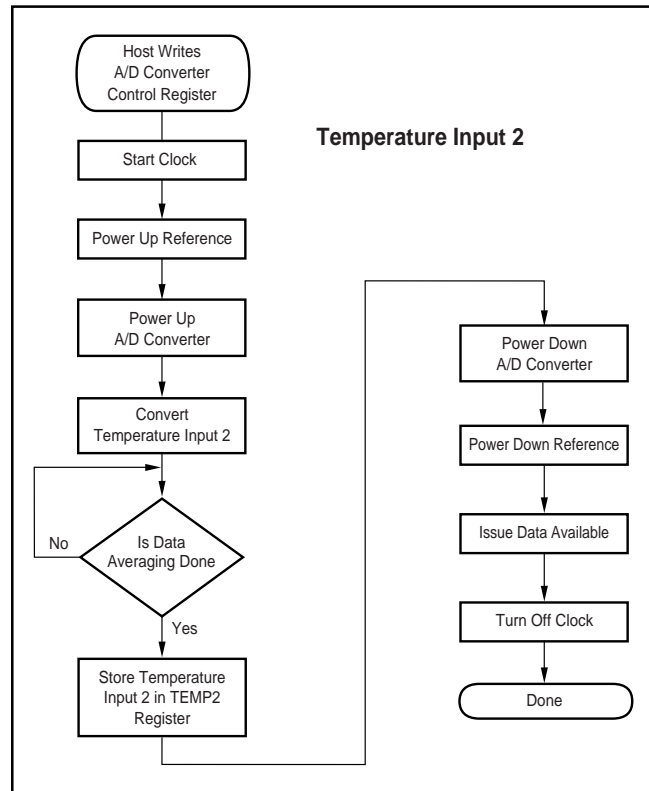 Host Writes
A/D Converter
Control Register
Temperature Input 2
Start Clock
Power Up Reference
Power Up
A/D Converter
Convert
Temperature Input 2
No
Is Data
Averaging Done
Yes
Store Temperature
Input 2 in TEMP2
Register
Power Down
A/D Converter
Power Down Reference
Issue Data Available
Turn Off Clock
Done